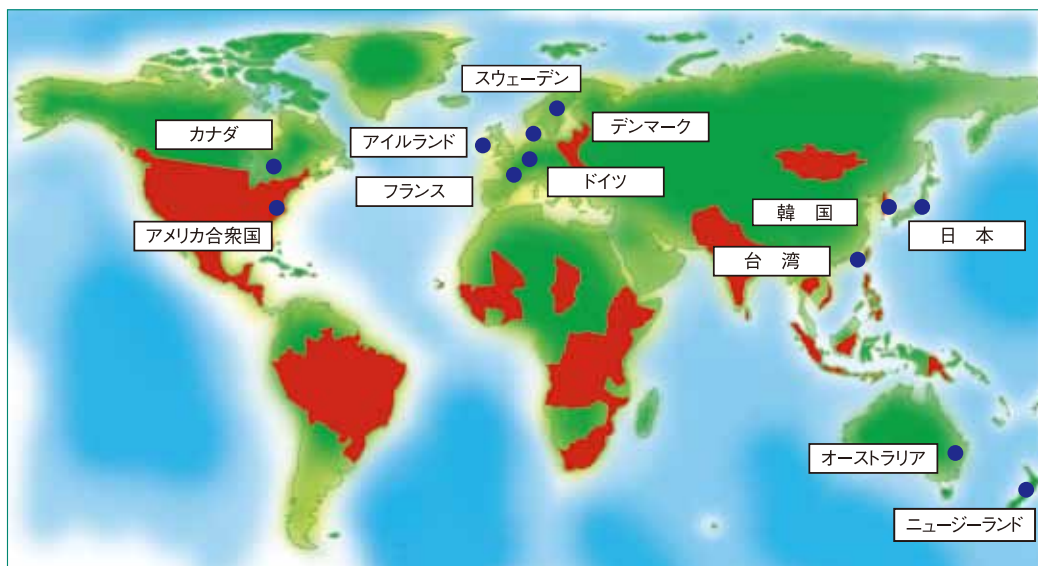 スウェーデン
カナダ
アイルランド
デンマーク
フランス
ドイツ
アメリカ合衆国
韓　国
日　本
台　湾
オーストラリア
ニュージーランド